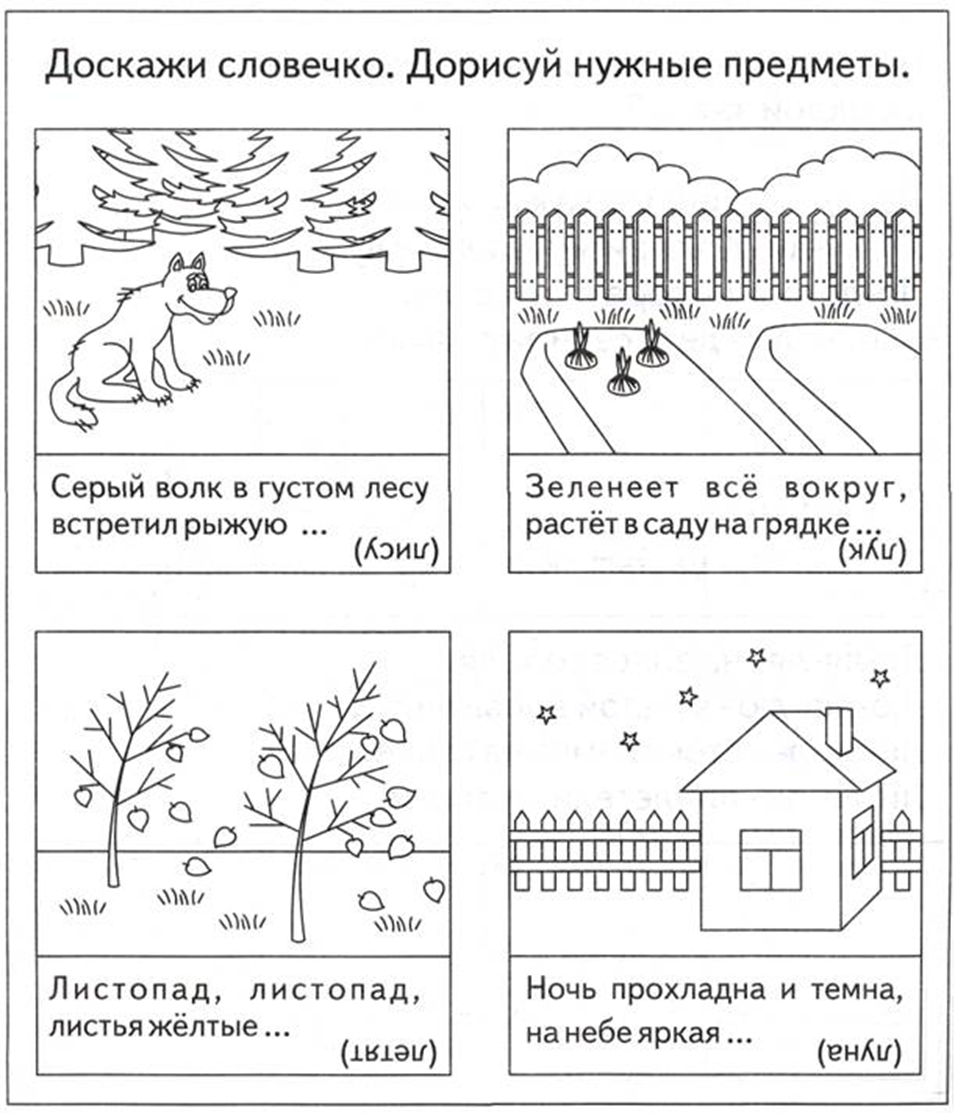 Доскажи словечко. Дорисуй нужные предметы.
Серый волк в густом лесу
встретил рыжую ...
(лису)
Зеленеет всё вокруг,
растёт в саду на грядке ...
(лук)
Листопад, листопад,
листья жёлтые ...
(летят)
Ночь прохладна и темна,
на небе яркая ...
(луна)